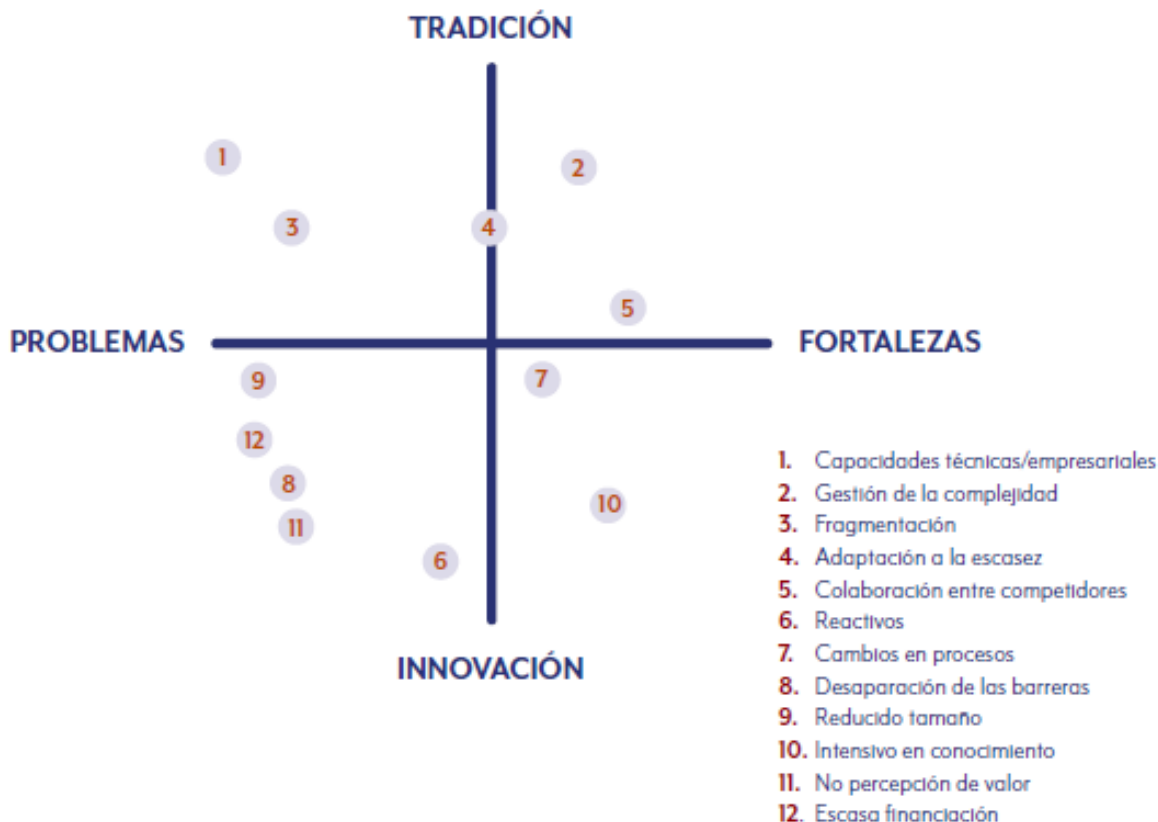 TRADICIÓN
1
2
3
4
5
PROBLEMAS
FORTALEZAS
9
7
12
8
10
11
6
INNOVACIÓN
1. Capacidades técnicas/empresariales
2. Gestión de la complejidad
3. Fragmentación
4. Adaptación a la escasez
5. Colaboración entre competidores
6. Reactivos
7. Cambios en procesos
8. Desaparación de las barreras
9. Reducido tamaño
10. Intensivo en conocimiento
11. No percepción de valor
12. Escasa financiación